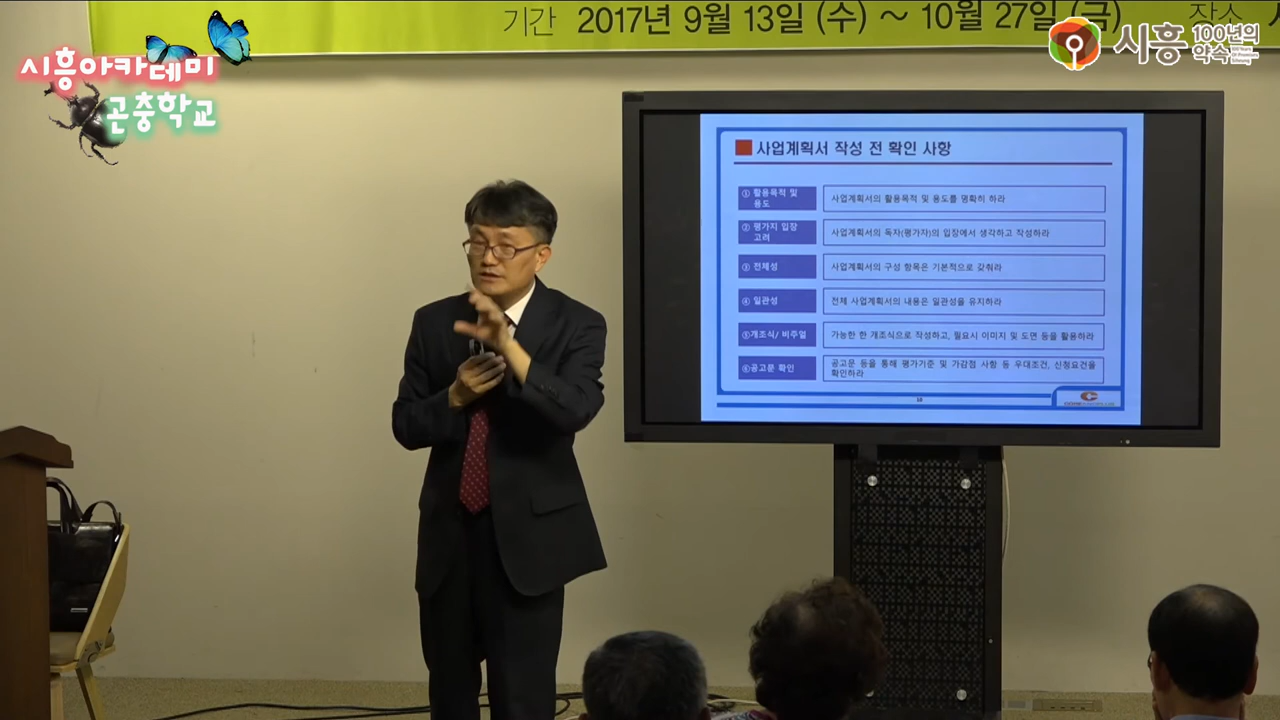 기간 2017년 9월 13일 (수) ~ 10월 27일 (금) 장소
시흥 100년의 약속
시흥아카데미
곤충학교
사업계획서 작성 전 확인 사항
① 활용목적 및 용도
사업계획서의 활용목적 및 용도를 명확히 하라
② 평가지 입장 고려
사업계획서의 독자(평가자)의 입장에서 생각하고 작성하라
③ 전체성
사업계획서의 구성 항목은 기본적으로 갖춰라
④ 일관성
전체 사업계획서의 내용은 일관성을 유지하라
⑤개조식/ 비주얼
가능한 한 개조식으로 작성하고, 필요시 이미지 및 도면 등을 활용하라
⑥공고문 확인
공고문 등을 통해 평가기준 및 가감점 사항 등 우대조건, 신청요건을
확인하라